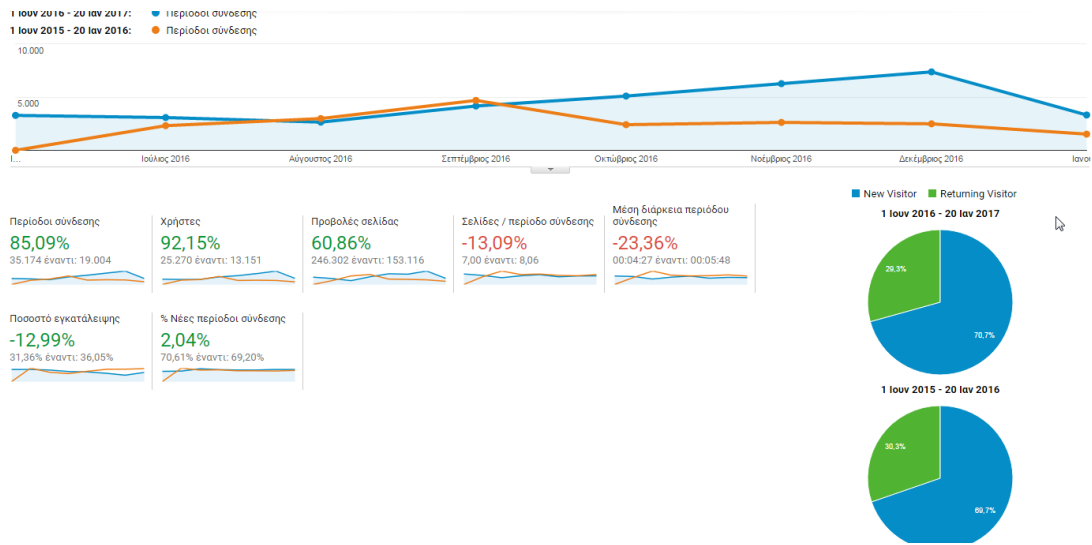 1 Ιουν 2016 - 20 Ιαν 2017: Περίοδοι σύνδεσης
1 Ιουν 2015 - 20 Ιαν 2016: Περίοδοι σύνδεσης
10.000
5.000
Ι...
Ιούλιος 2016
Αύγουστος 2016
Σεπτέμβριος 2016
Οκτώβριος 2016
Νοέμβριος 2016
Δεκέμβριος 2016
Ιανου
Περίοδοι σύνδεσης
85,09%
35.174 έναντι: 19.004
Χρήστες
92,15%
25.270 έναντι: 13.151
Προβολές σελίδας
60,86%
246.302 έναντι: 153.116
Σελίδες / περίοδο σύνδεσης
-13,09%
7,00 έναντι: 8,06
Μέση διάρκεια περιόδου
σύνδεσης
-23,36%
00:04:27 έναντι: 00:05:48
Ποσοστό εγκατάλειψης
-12,99%
31,36% έναντι: 36,05%
% Νέες περίοδοι σύνδεσης
2,04%
70,61% έναντι: 69,20%
New Visitor Returning Visitor
1 Ιουν 2016 - 20 Ιαν 2017
29,3%
70,7%
1 Ιουν 2015 - 20 Ιαν 2016
30,3%
69,7%